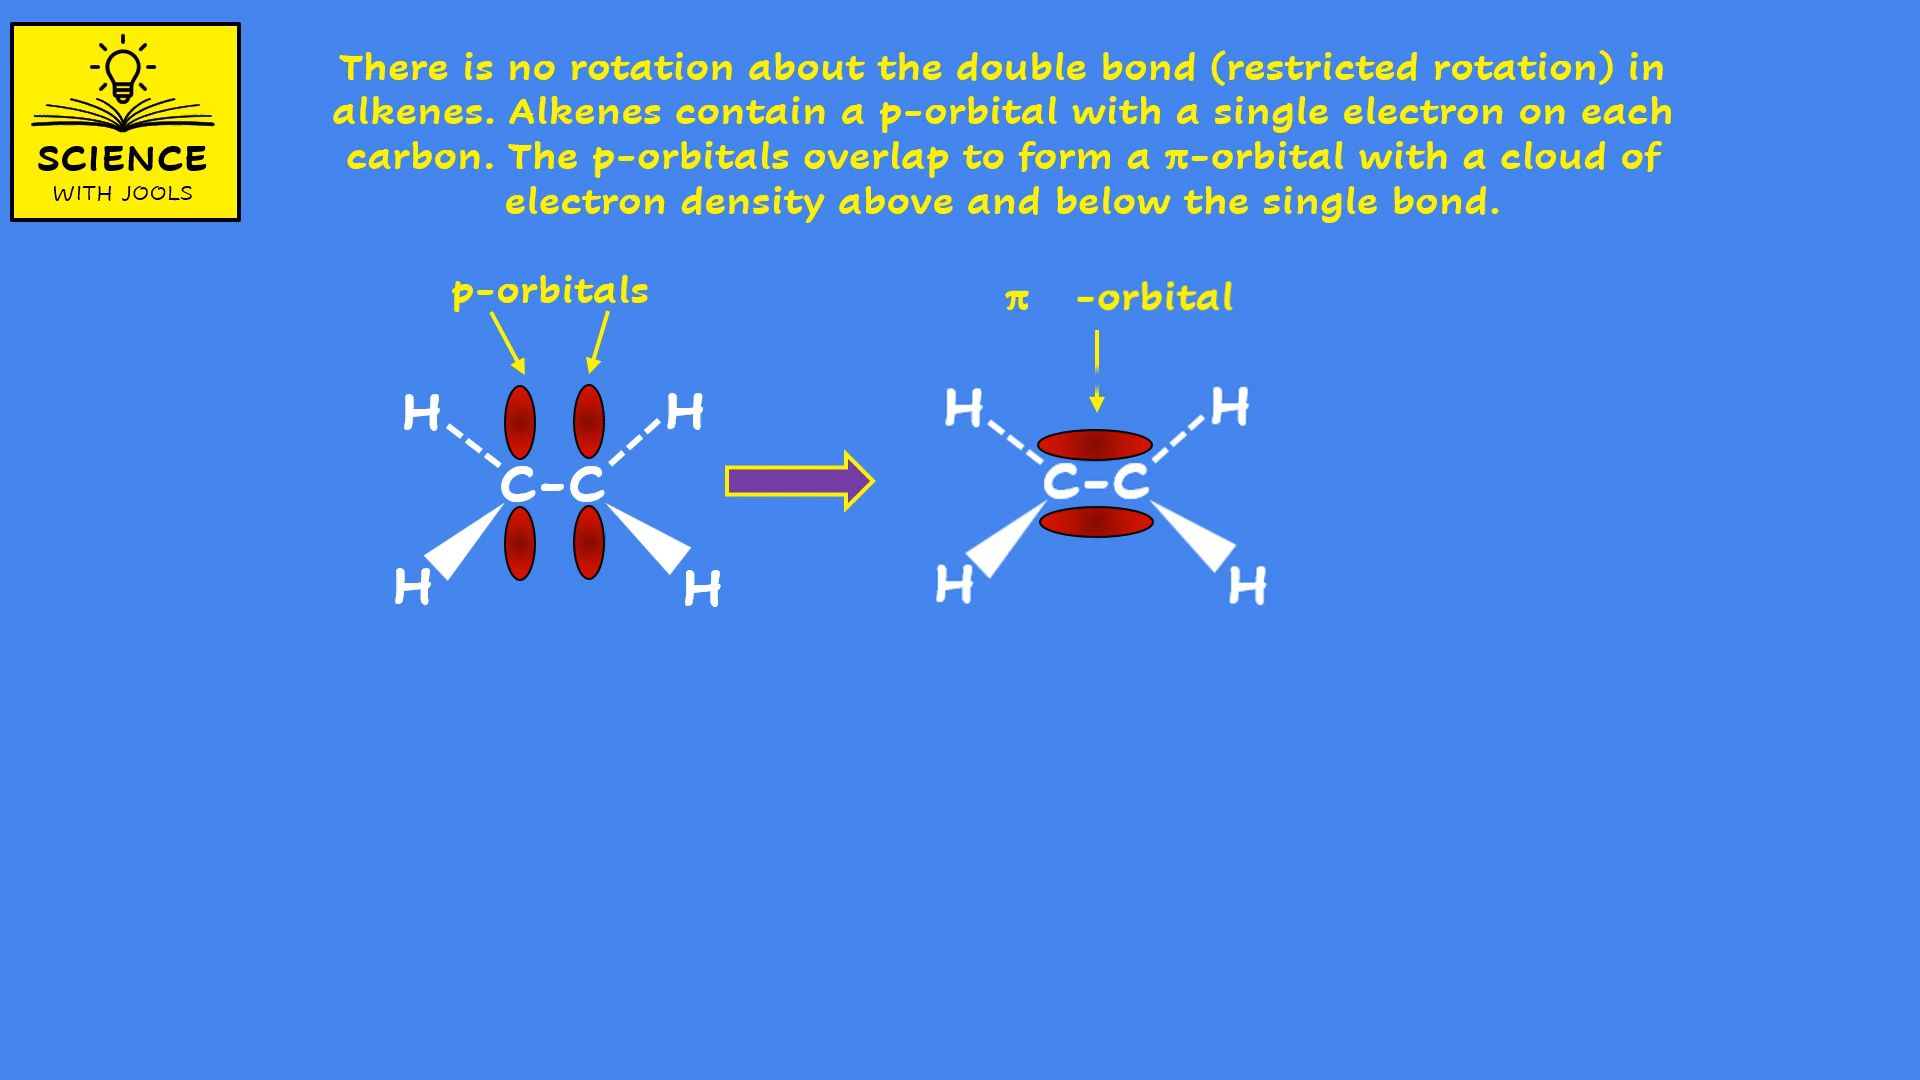 SCIENCE
WITH JOOLS
There is no rotation about the double bond (restricted rotation) in
alkenes. Alkenes contain a p-orbital with a single electron on each
carbon. The p-orbitals overlap to form a π-orbital with a cloud of
electron density above and below the single bond.
p-orbitals
π -orbital
H H
C-C
H H
H H
C-C
H H